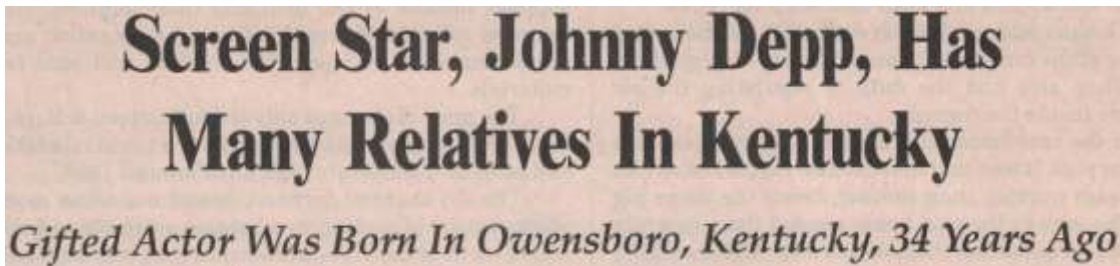 Screen Star, Johnny Depp, Has
Many Relatives In Kentucky
Gifted Actor Was Born In Owensboro, Kentucky, 34 Years Ago